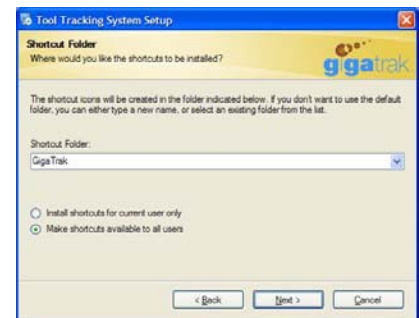 Tool Tracking System Setup
Shortcut Folder
Where would you like the shortcuts to be installed?
gigatrak
The shortcut icons will be created in the folder indicated below. If you don't want to use the default
folder, you can either type a new name, or select an existing folder from the list.
Shortcut Folder:
GigaTrak
Install shortcuts for current user only
Make shortcuts available to all users
< Back
Next >
Cancel